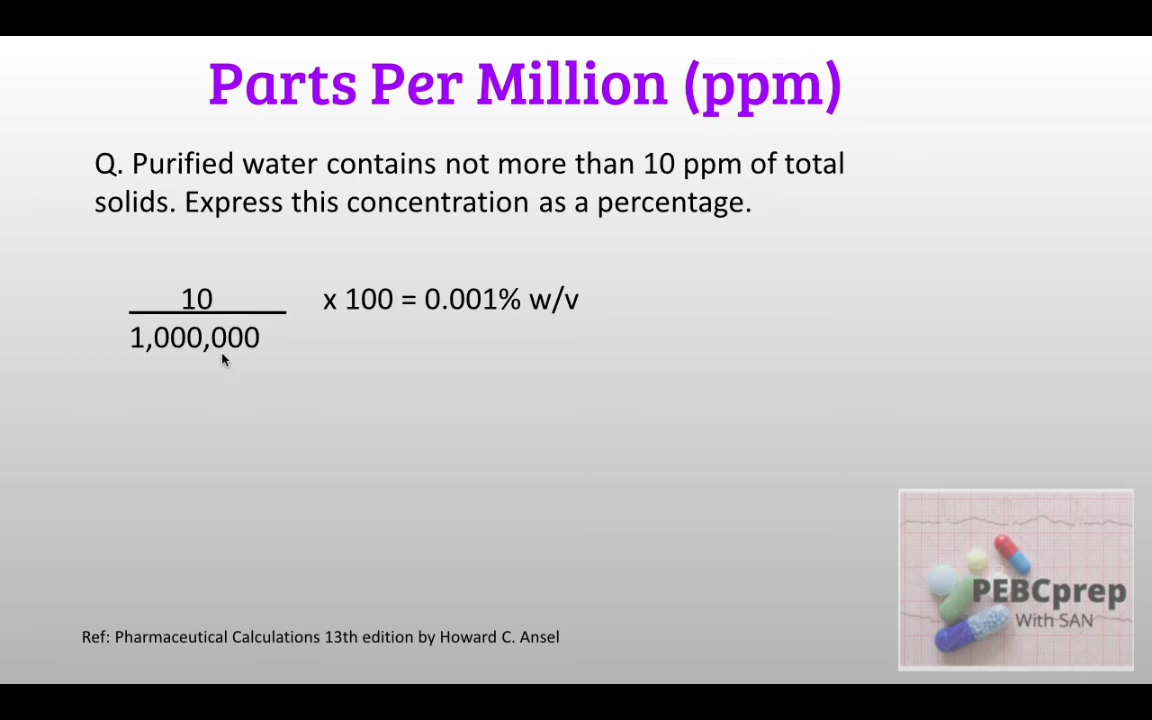 Parts Per Million (ppm)
Q. Purified water contains not more than 10 ppm of total
solids. Express this concentration as a percentage.
10 x 100 = 0.001% w/v
1,000,000
PEBCprep
With SAN
Ref: Pharmaceutical Calculations 13th edition by Howard C. Ansel